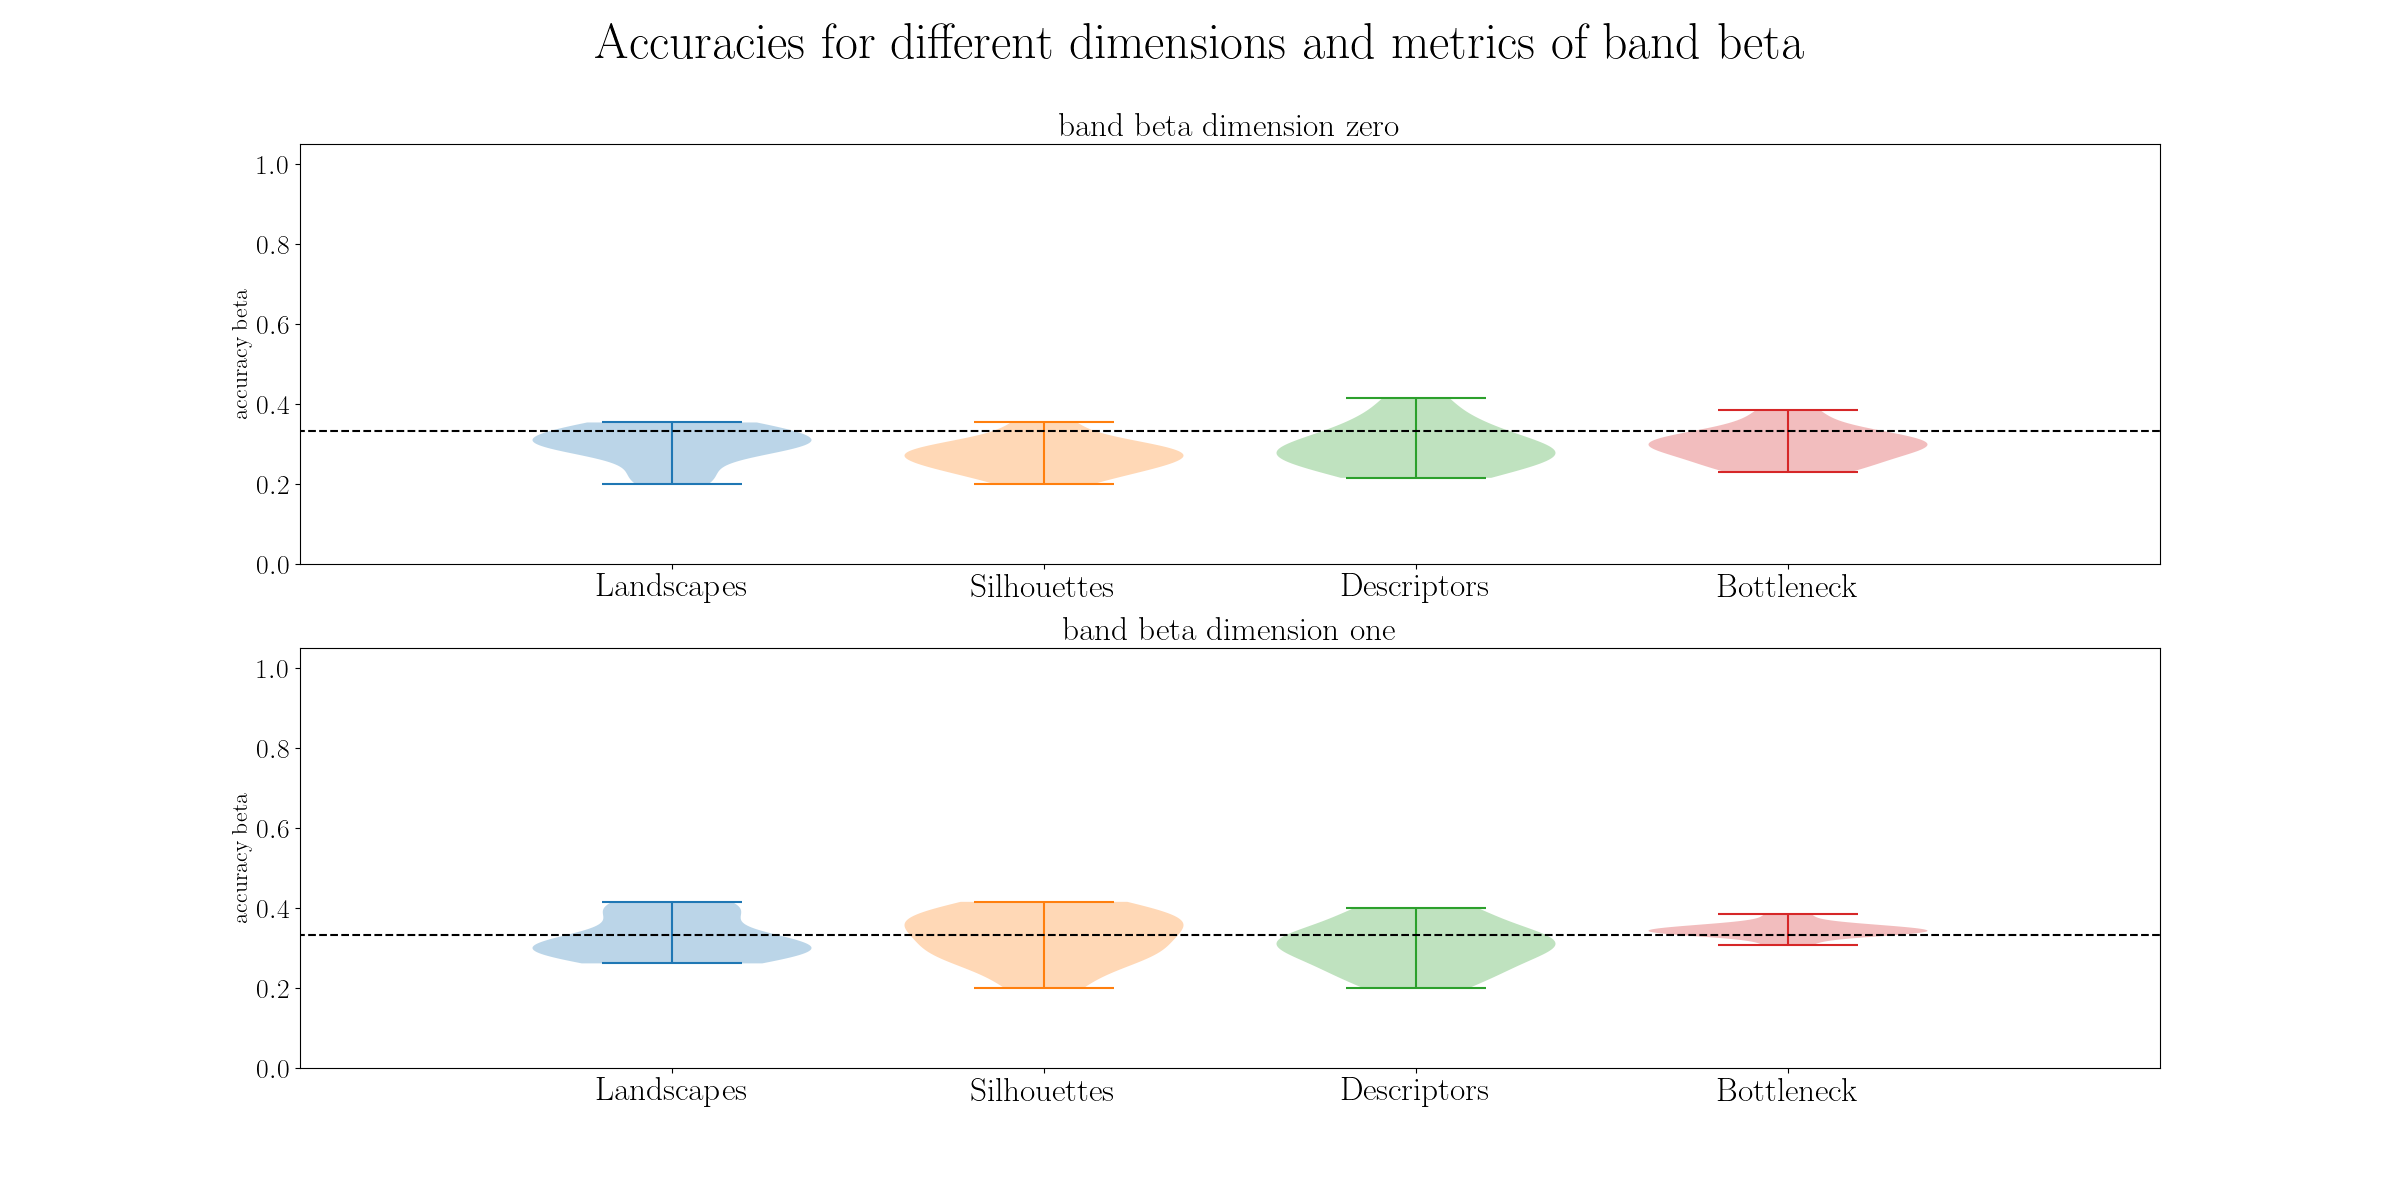 Accuracies for different dimensions and metrics of band beta
band beta dimension zero
accuracy beta
1.0
0.8
0.6
0.4
0.2
0.0
Landscapes Silhouettes Descriptors Bottleneck
band beta dimension one
accuracy beta
1.0
0.8
0.6
0.4
0.2
0.0
Landscapes Silhouettes Descriptors Bottleneck